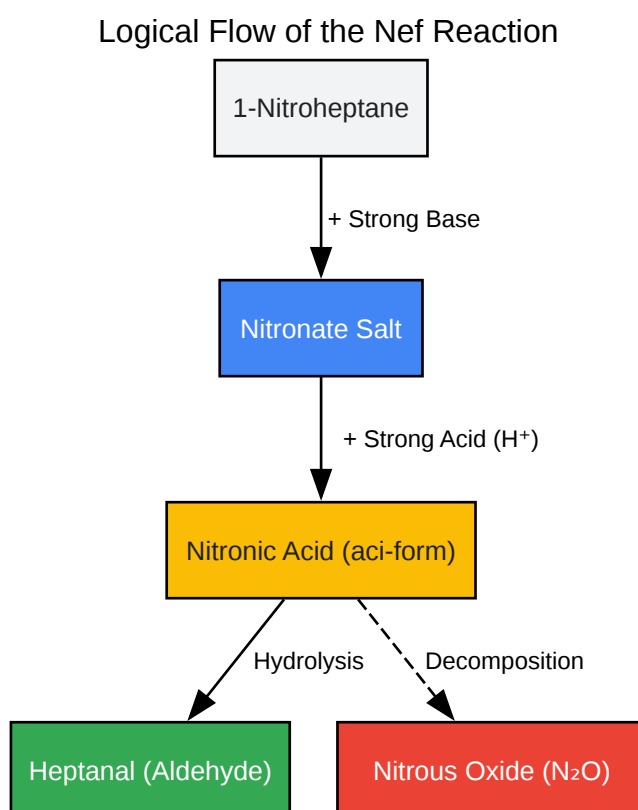 Logical Flow of the Nef Reaction
1-Nitroheptane
+ Strong Base
Nitronate Salt
+ Strong Acid (H⁺)
Nitronic Acid (aci-form)
Hydrolysis
Decomposition
Heptanal (Aldehyde)
Nitrous Oxide (N₂O)